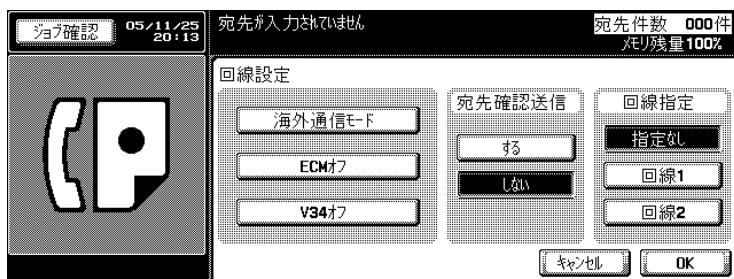 ジョブ確認
05/11/25
20:13
宛先が入力されていません
宛先件数 000件
メモリ残量100%
回線設定
海外通信モード
ECMオフ
V34オフ
宛先確認送信
する
しない
回線指定
指定なし
回線1
回線2
キャンセル
OK